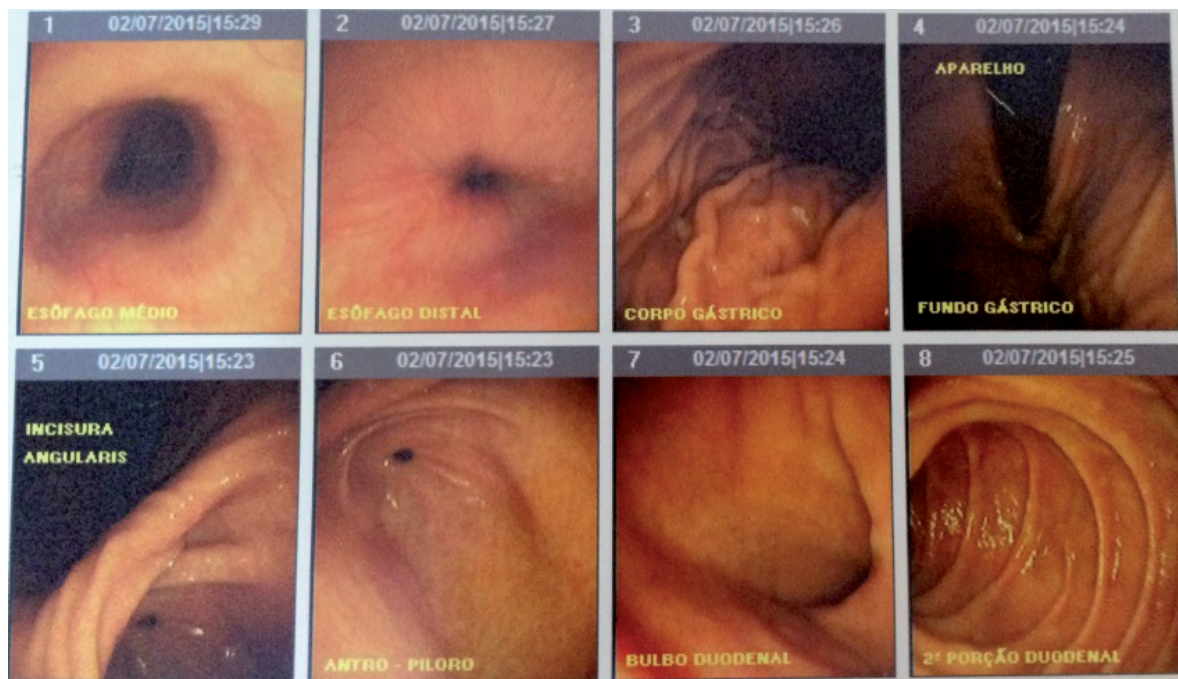 1 02/07/2015|15:29
ESÔFAGO MÉDIO
2 02/07/2015|15:27
ESÔFAGO DISTAL
3 02/07/2015|15:26
CORPO GÁSTRICO
4 02/07/2015|15:24
APARELHO
FUNDO GÁSTRICO
5 02/07/2015|15:23
INCISURA
ANGULARIS
6 02/07/2015|15:23
ANTRO - PILORO
7 02/07/2015|15:24
BULBO DUODENAL
8 02/07/2015|15:25
2ª PORÇÃO DUODENAL